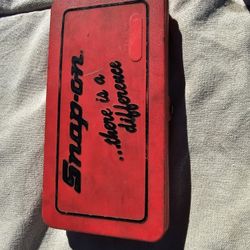 Snap-on
...there is a
difference